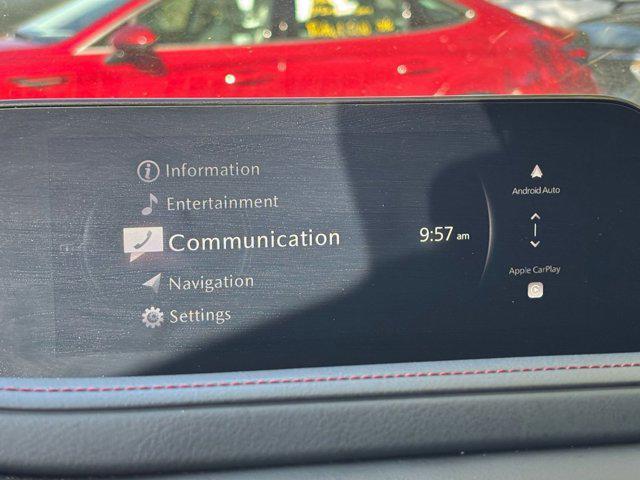 Information
Entertainment
Communication
Navigation
Settings
9:57 am
Android Auto
Apple CarPlay